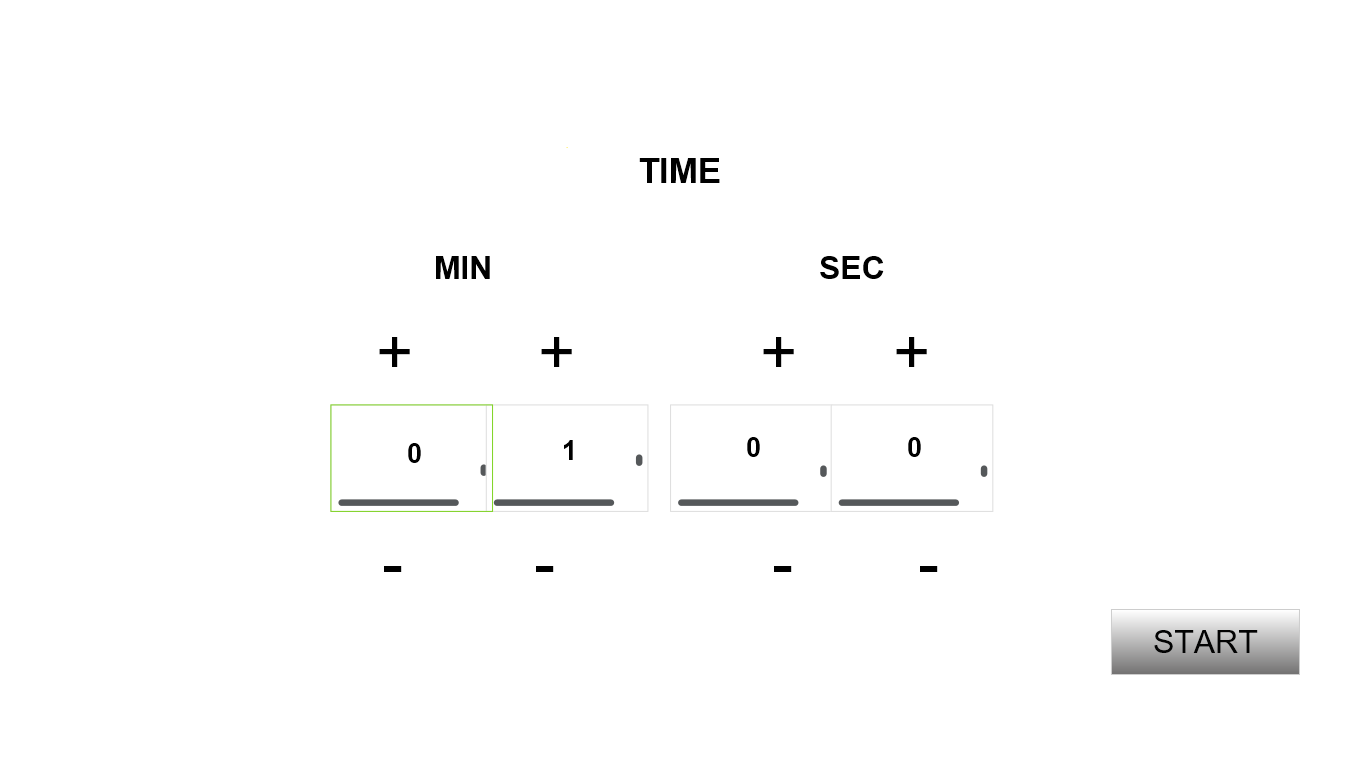 TIME
MIN SEC
+ + + +
0 1 0 0
- - - -
START